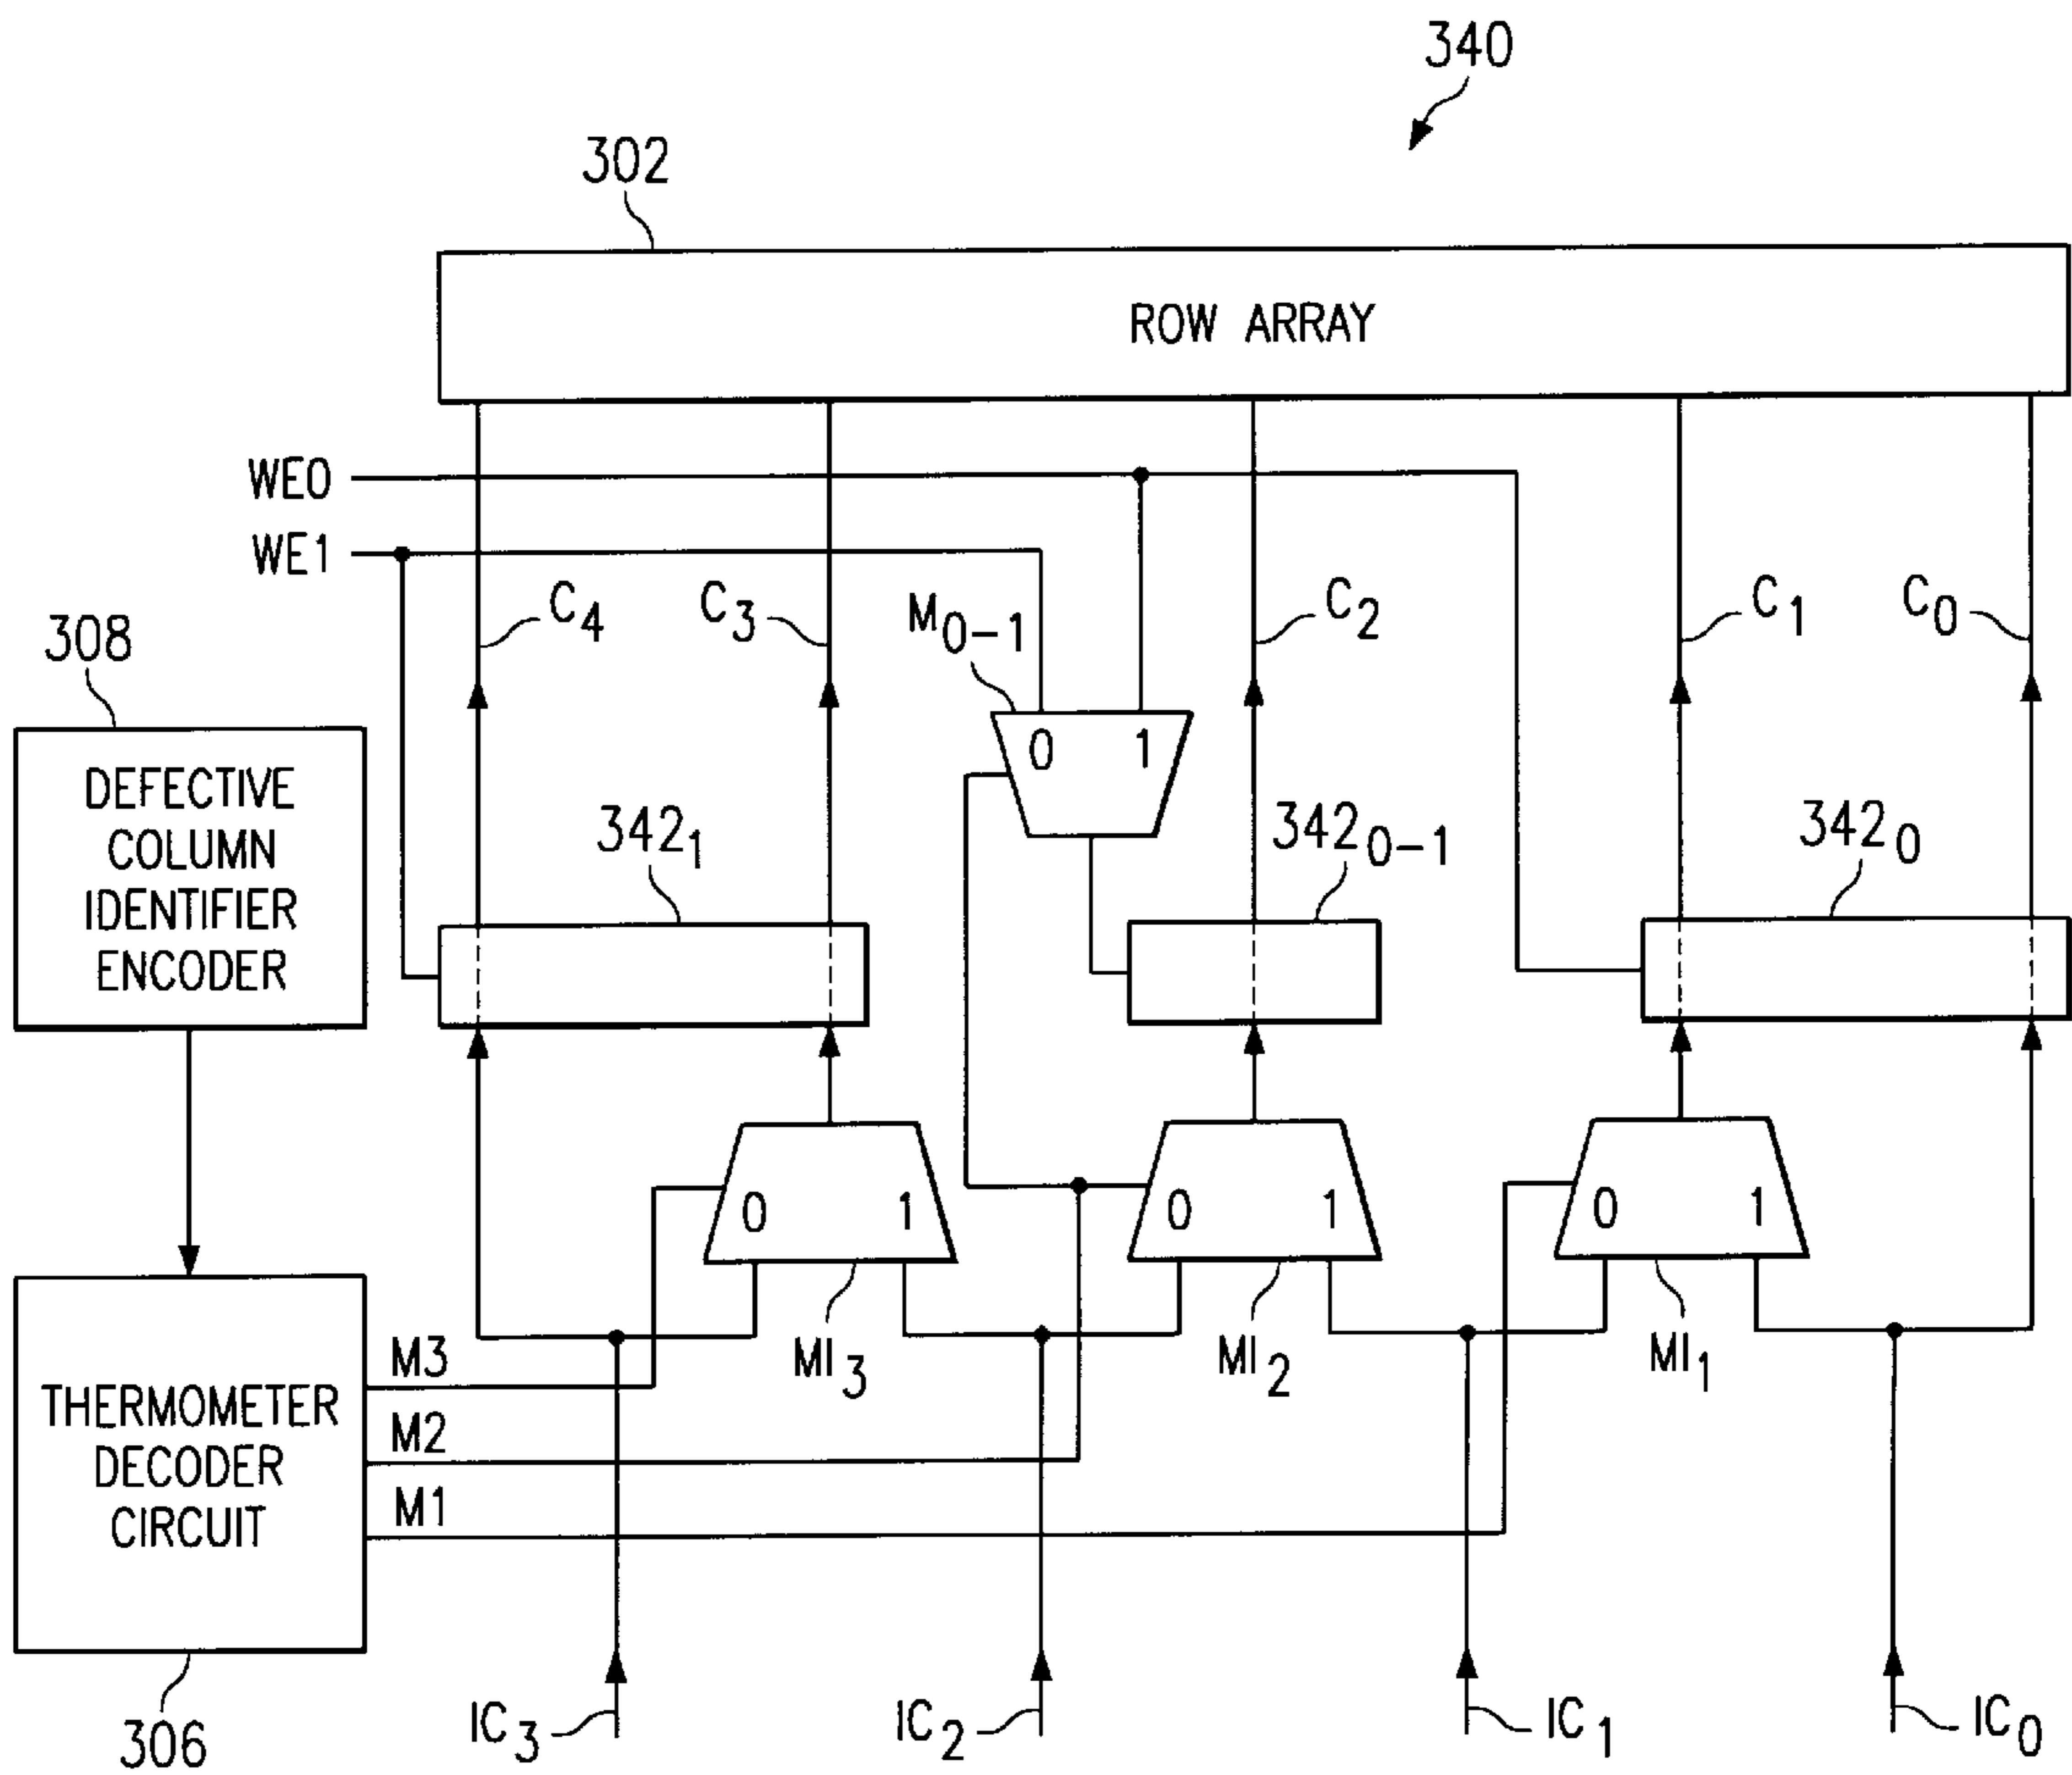 340
302
ROW ARRAY
WE0
WE1
C4
C3
M0-1
C2
C1
C0
308
DEFECTIVE
COLUMN
IDENTIFIER
ENCODER
0 1
3421
3420-1
3420
0 1
0 1
0 1
MI3
MI2
MI1
M3
M2
M1
THERMOMETER
DECODER
CIRCUIT
306
IC3
IC2
IC1
IC0